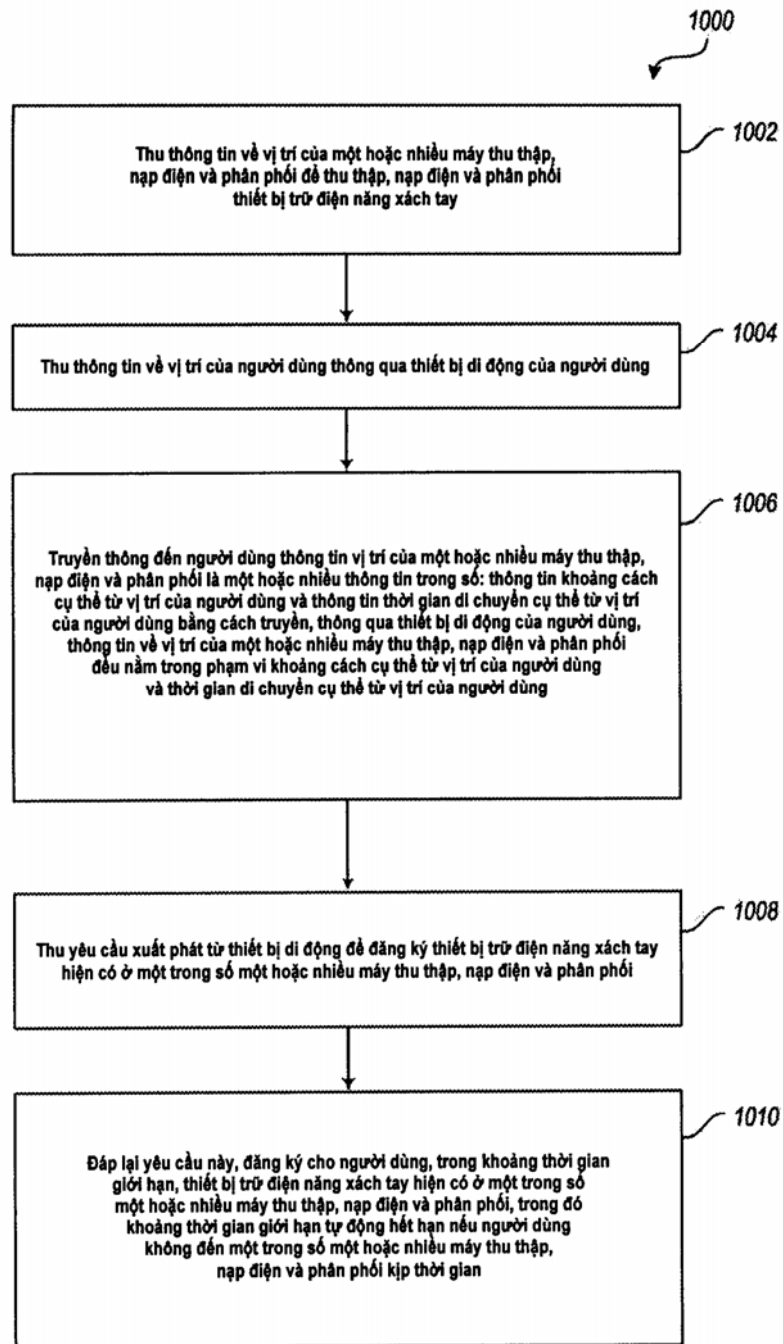 1000
1002
Thu thông tin về vị trí của một hoặc nhiều máy thu thập,
nạp điện và phân phối để thu thập, nạp điện và phân phối
thiết bị trữ điện năng xách tay
1004
Thu thông tin về vị trí của người dùng thông qua thiết bị di động của người dùng
1006
Truyền thông đến người dùng thông tin vị trí của một hoặc nhiều máy thu thập,
nạp điện và phân phối là một hoặc nhiều thông tin trong số: thông tin khoảng cách
cụ thể từ vị trí của người dùng và thông tin thời gian di chuyển cụ thể từ vị trí
của người dùng bằng cách truyền, thông qua thiết bị di động của người dùng,
thông tin về vị trí của một hoặc nhiều máy thu thập, nạp điện và phân phối
đều nằm trong phạm vi khoảng cách cụ thể từ vị trí của người dùng
và thời gian di chuyển cụ thể từ vị trí của người dùng
1008
Thu yêu cầu xuất phát từ thiết bị di động để đăng ký thiết bị trữ điện năng xách tay
hiện có ở một trong số một hoặc nhiều máy thu thập, nạp điện và phân phối
1010
Đáp lại yêu cầu này, đăng ký cho người dùng, trong khoảng thời gian
giới hạn, thiết bị trữ điện năng xách tay hiện có ở một trong số
một hoặc nhiều máy thu thập, nạp điện và phân phối, trong đó
khoảng thời gian giới hạn tự động hết hạn nếu người dùng
không đến một trong số một hoặc nhiều máy thu thập,
nạp điện và phân phối kịp thời gian